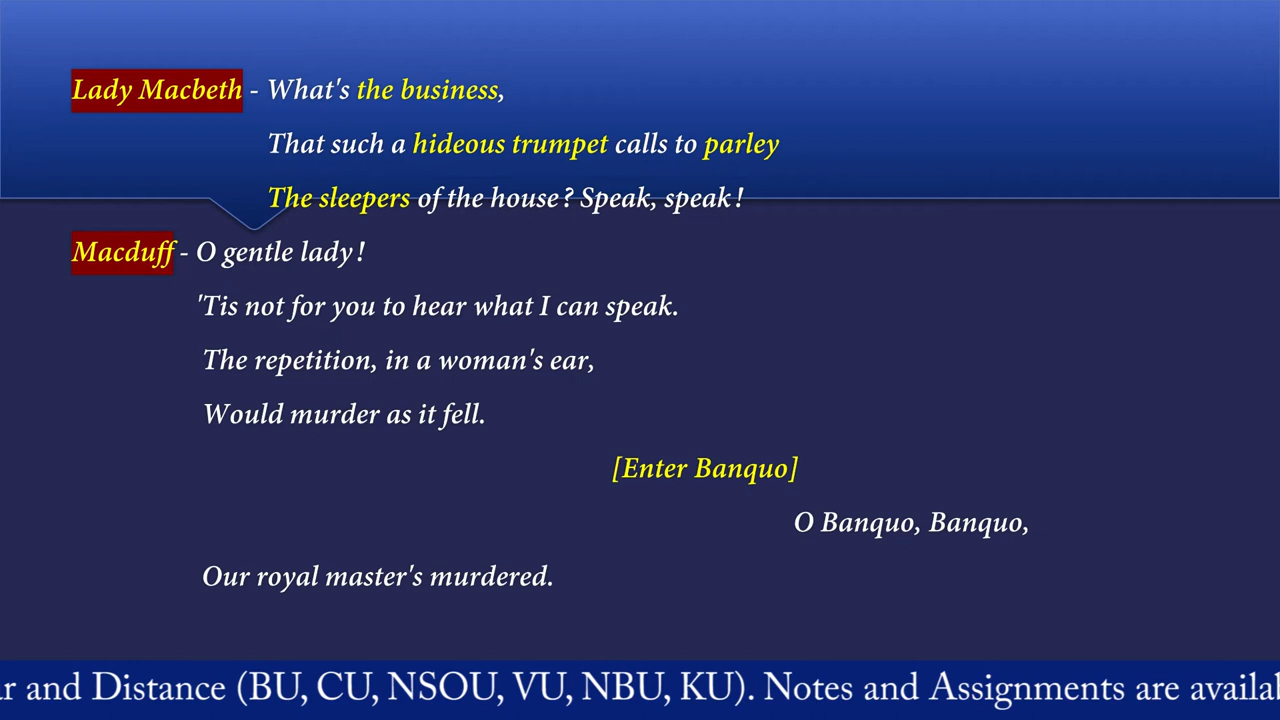 Lady Macbeth - What's the business,
That such a hideous trumpet calls to parley
The sleepers of the house? Speak, speak!
Macduff - O gentle lady!
'Tis not for you to hear what I can speak.
The repetition, in a woman's ear,
Would murder as it fell.
[Enter Banquo]
O Banquo, Banquo,
Our royal master's murdered.
and Distance (BU, CU, NSOU, VU, NBU, KU). Notes and Assignments are